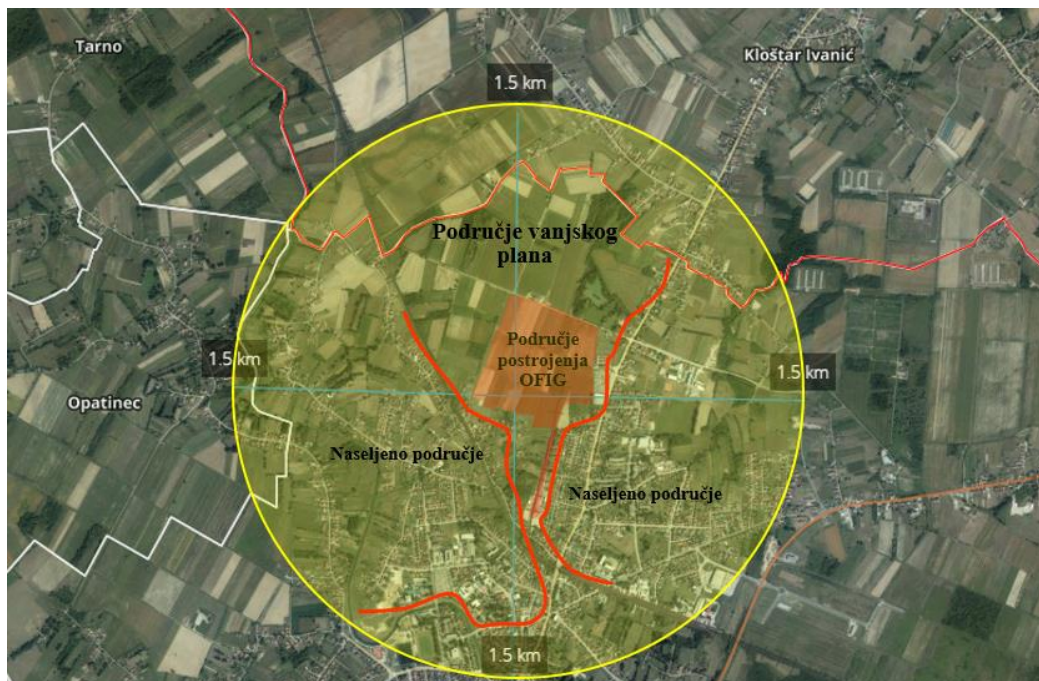 Tarno
Kloštar Ivanić
1.5 km
Područje vanjskog
plana
Područje
postrojenja
OFIG
1.5 km
1.5 km
Opatinec
Naseljeno područje
Naseljeno područje
1.5 km